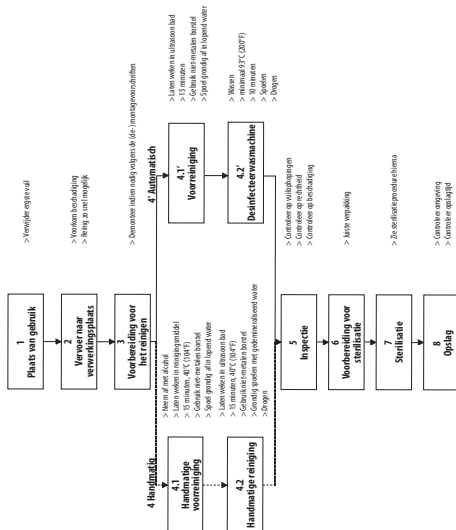 1
Plaats van gebruik
> Verwijder ergste vuil
2
Vervoer naar
verwerkingsplaats
> Voorkom beschadiging
> Reinig zo snel mogelijk
3
Voorbereiding voor
het reinigen
> Demonteer indien nodig volgens de (de-) montagevoorschriften
4 Handmatig
> Neem af met alcohol
> Laten weken in reinigingsmiddel
> 15 minuten, 40°C (104°F)
> Gebruik niet-metalen borstel
> Spoel grondig af in lopend water
4.1
Handmatige
voorreiniging
> Laten weken in ultrasoon bad
> 15 minuten, 40°C (104°F)
> Gebruik niet-metalen borstel
> Grondig spoelen met gedemineraliseerd water
> Drogen
4.2
Handmatige reiniging
4' Automatisch
4.1'
Voorreiniging
> Laten weken in ultrasoon bad
> 15 minuten
> Gebruik niet-metalen borstel
> Spoel grondig af in lopend water
4.2'
Desinfecteerwasmachine
> Wassen
> minimaal 93°C (200°F)
> 10 minuten
> Spoelen
> Drogen
5
Inspectie
> Controleer op vuilophopingen
> Controleer op rechtheid
> Controleer op beschadiging
6
Voorbereiding voor
sterilisatie
> Juiste verpakking
7
Sterilisatie
> Zie sterilisatieprocedure hierna
8
Opslag
> Controleer omgeving
> Controleer opslagtijd